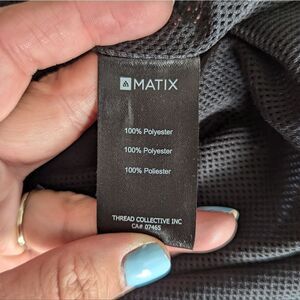 MATIX
100% Polyester
100% Polyester
100% Poliester
THREAD COLLECTIVE INC
CA# 07465